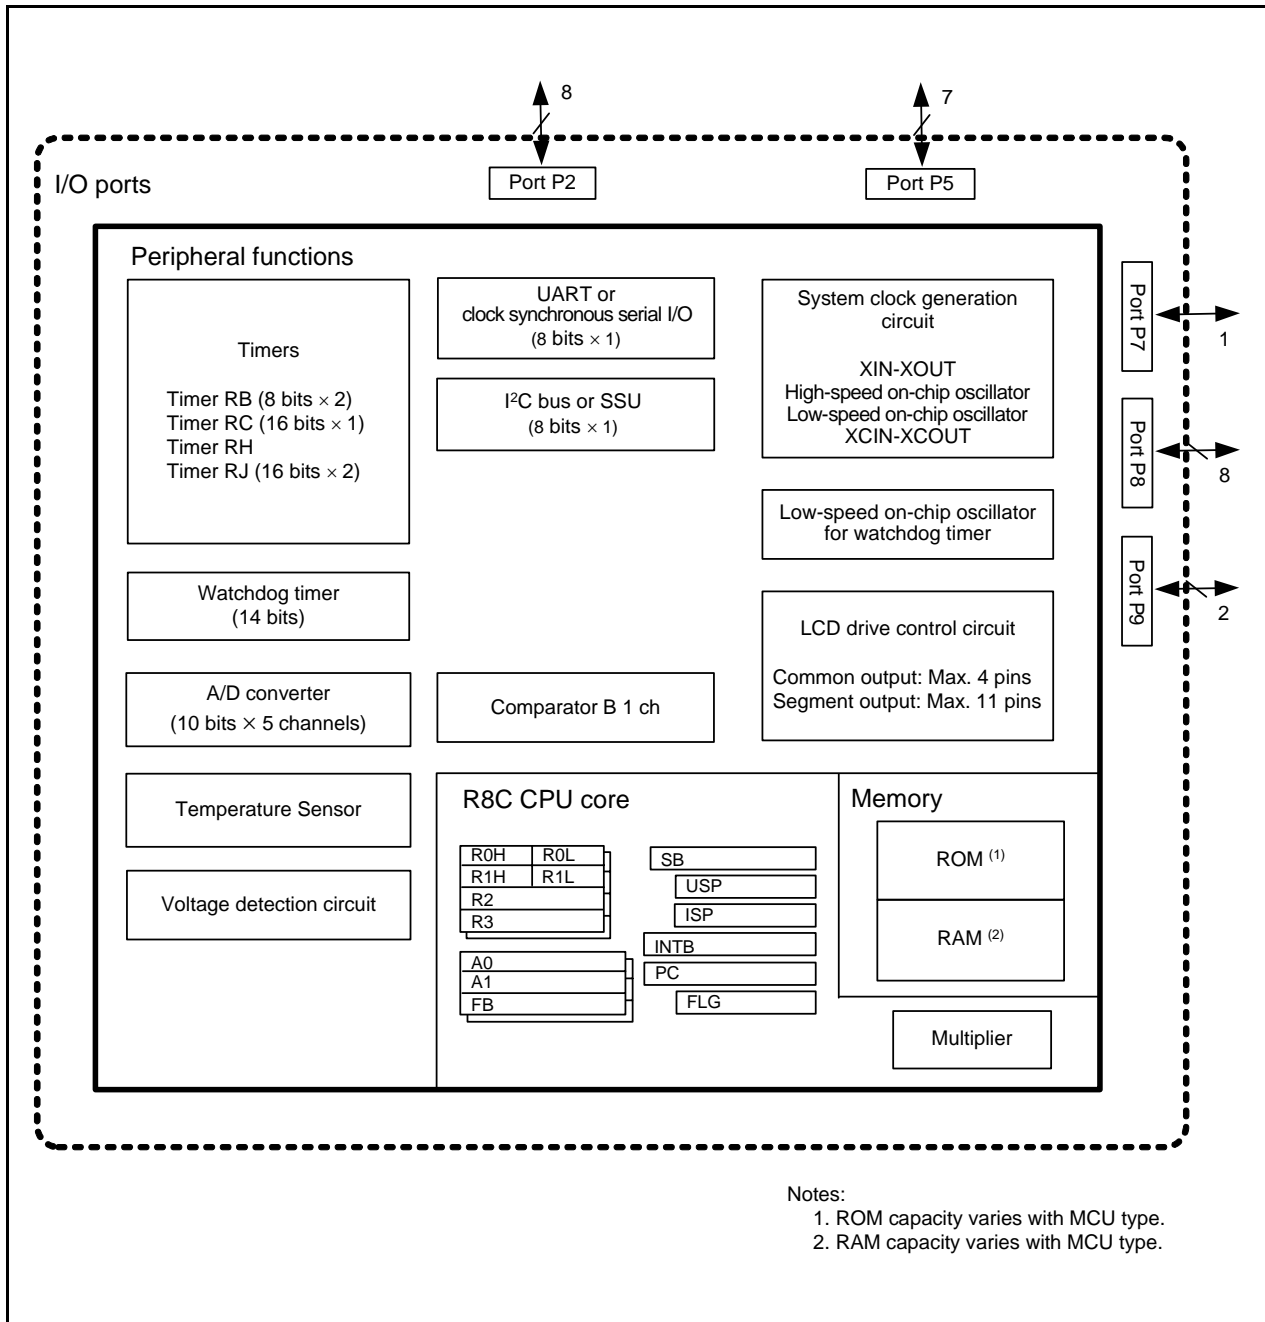 8
7
I/O ports
Port P2
Port P5
Peripheral functions
Timers
Timer RB (8 bits × 2)
Timer RC (16 bits × 1)
Timer RH
Timer RJ (16 bits × 2)
UART or
clock synchronous serial I/O
(8 bits × 1)
I²C bus or SSU
(8 bits × 1)
System clock generation
circuit
XIN-XOUT
High-speed on-chip oscillator
Low-speed on-chip oscillator
XCIN-XCOUT
Port P7
1
Port P8
8
Low-speed on-chip oscillator
for watchdog timer
Port P9
2
Watchdog timer
(14 bits)
LCD drive control circuit
Common output: Max. 4 pins
Segment output: Max. 11 pins
A/D converter
(10 bits × 5 channels)
Comparator B 1 ch
Temperature Sensor
Voltage detection circuit
R8C CPU core
R0H R0L
R1H R1L
R2
R3
A0
A1
FB
SB
USP
ISP
INTB
PC
FLG
Memory
ROM (1)
RAM (2)
Multiplier
Notes:
1. ROM capacity varies with MCU type.
2. RAM capacity varies with MCU type.